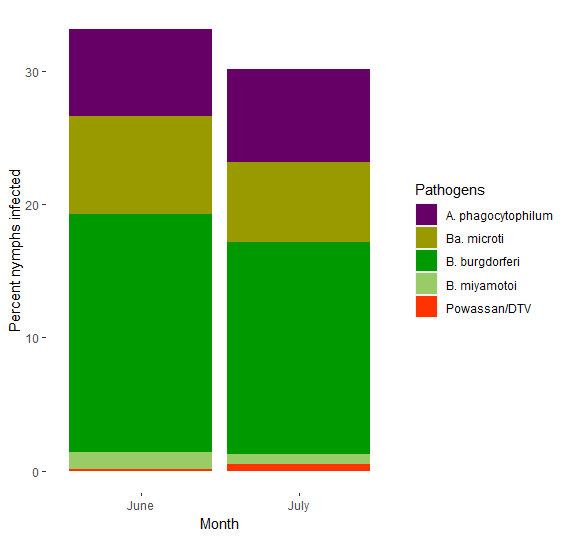 Percent nymphs infected
30
20
10
0
June
July
Month
Pathogens
A. phagocytophilum
Ba. microti
B. burgdorferi
B. miyamotoi
Powassan/DTV